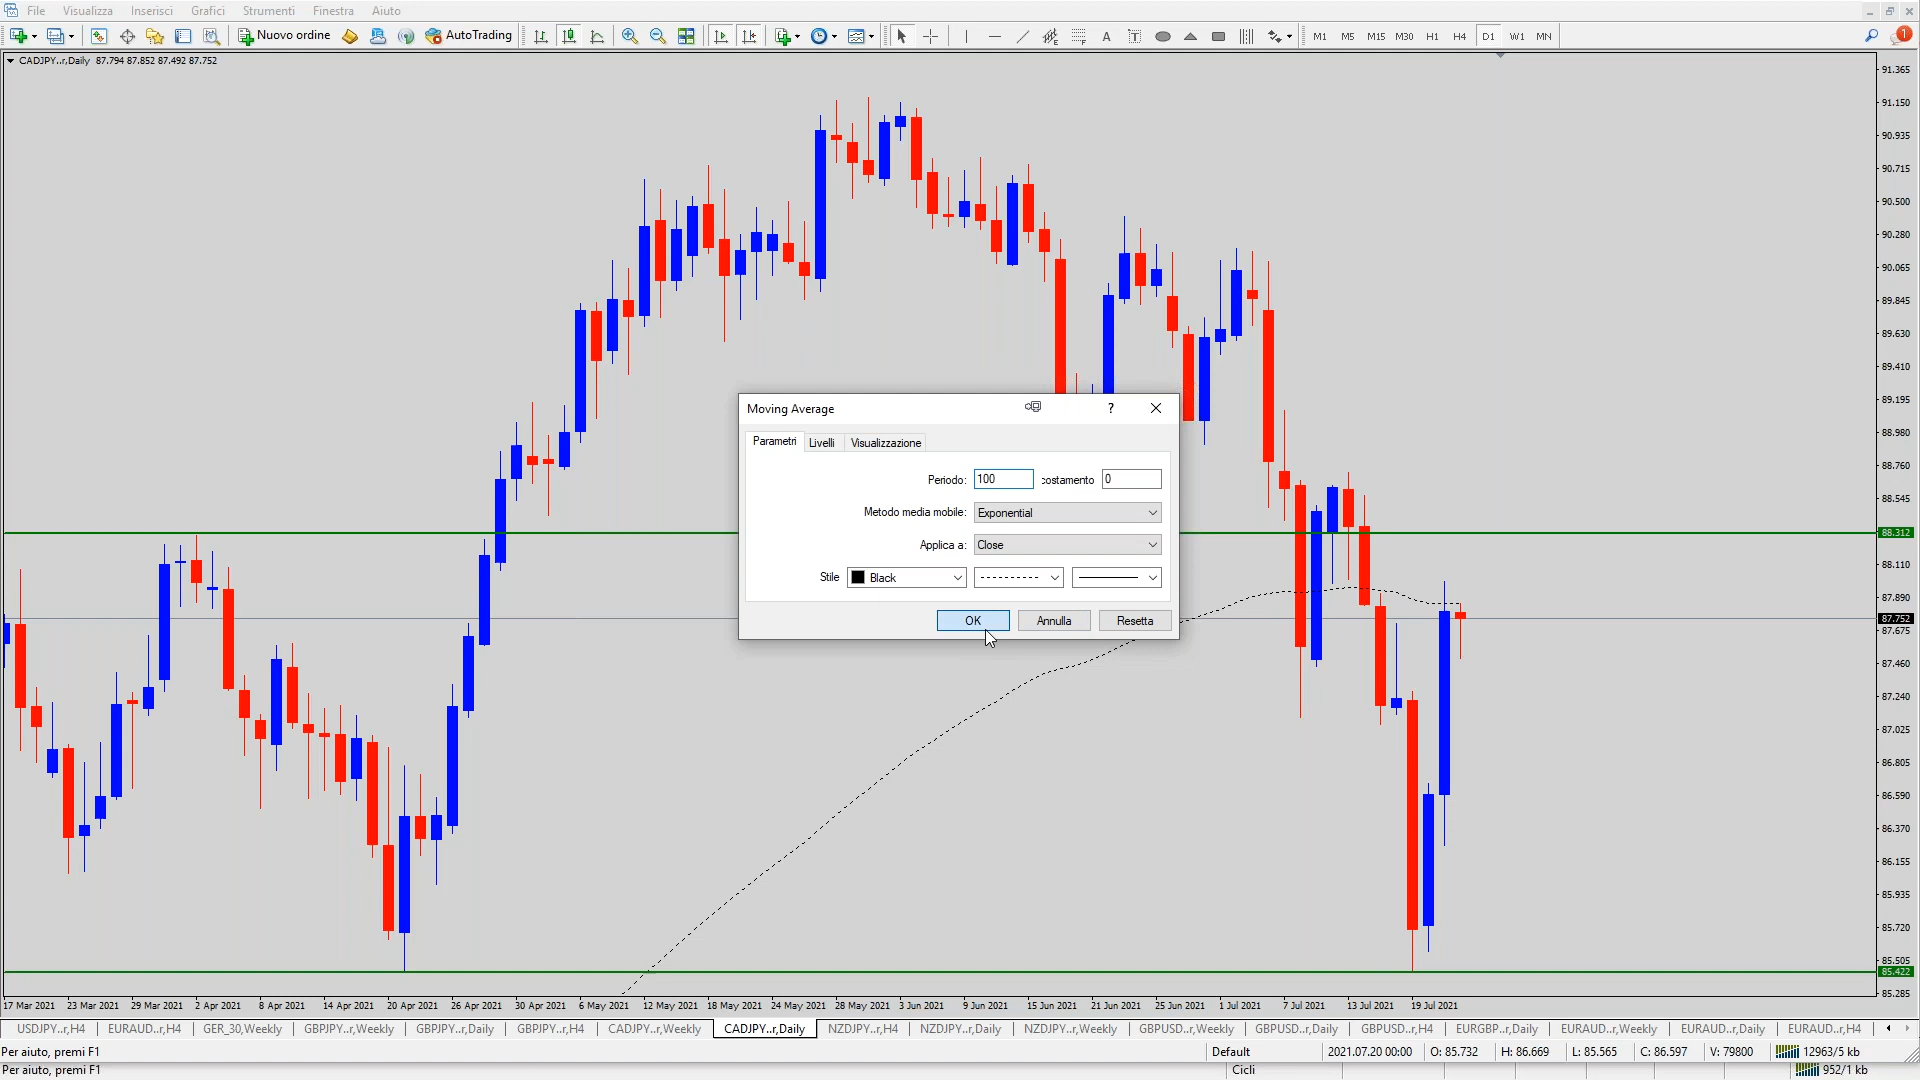 File Visualizza Inserisci Grafici Strumenti Finestra Aiuto
Nuovo ordine AutoTrading A T M1 M5 M15 M30 H1 H4 D1 W1 MN 1
CADJPY..r,Daily 87.794 87.852 87.492 87.752
91.365
91.150
90.935
90.715
90.500
90.280
90.065
89.845
89.630
89.410
89.195
88.980
88.760
88.545
88.312
88.110
87.890
87.752
87.675
87.460
87.240
87.025
86.805
86.590
86.370
86.155
85.935
85.720
85.505
85.422
85.285
Moving Average ?
Parametri Livelli Visualizzazione
Periodo: 100 costamento 0
Metodo media mobile: Exponential
Applica a: Close
Stile Black
OK Annulla Resetta
17 Mar 2021 23 Mar 2021 29 Mar 2021 2 Apr 2021 8 Apr 2021 14 Apr 2021 20 Apr 2021 26 Apr 2021 30 Apr 2021 6 May 2021 12 May 2021 18 May 2021 24 May 2021 28 May 2021 3 Jun 2021 9 Jun 2021 15 Jun 2021 21 Jun 2021 25 Jun 2021 1 Jul 2021 7 Jul 2021 13 Jul 2021 19 Jul 2021
USDJPY..r,H4 EURAUD..r,H4 GER_30,Weekly GBPJPY..r,Weekly GBPJPY..r,Daily GBPJPY..r,H4 CADJPY..r,Weekly CADJPY..r,Daily NZDJPY..r,H4 NZDJPY..r,Daily NZDJPY..r,Weekly GBPUSD..r,Weekly GBPUSD..r,Daily GBPUSD..r,H4 EURGBP..r,Daily EURAUD..r,Weekly EURAUD..r,Daily EURAUD..r,H4
Per aiuto, premi F1 Default 2021.07.20 00:00 O: 85.732 H: 86.669 L: 85.565 C: 86.597 V: 79800 12963/5 kb
Per aiuto, premi F1 Cicli 952/1 kb